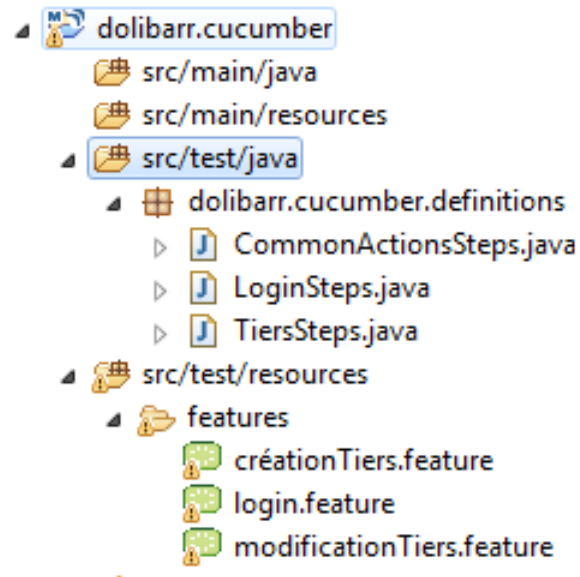 dolibarr.cucumber
src/main/java
src/main/resources
src/test/java
dolibarr.cucumber.definitions
CommonActionsSteps.java
LoginSteps.java
TiersSteps.java
src/test/resources
features
créationTiers.feature
login.feature
modificationTiers.feature